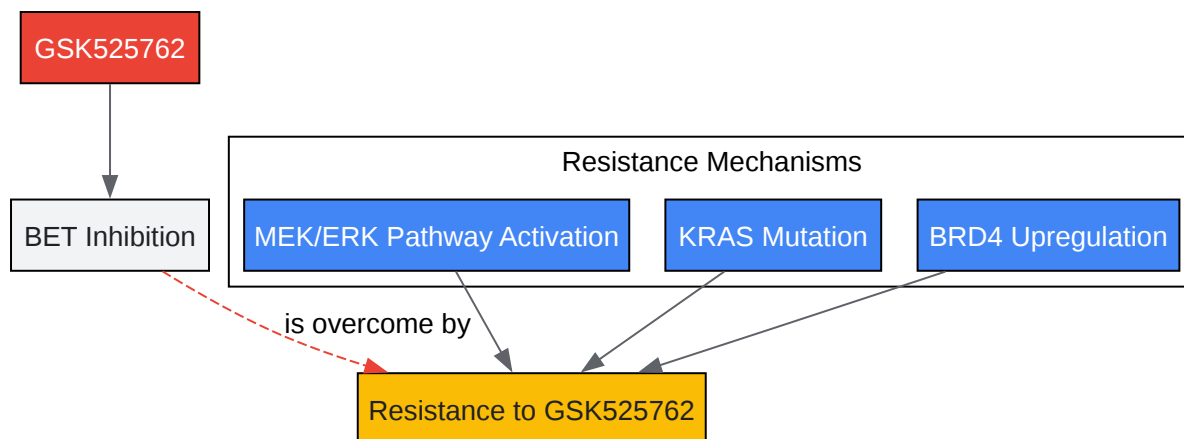 GSK525762
Resistance Mechanisms
BET Inhibition
MEK/ERK Pathway Activation
KRAS Mutation
BRD4 Upregulation
is overcome by
Resistance to GSK525762